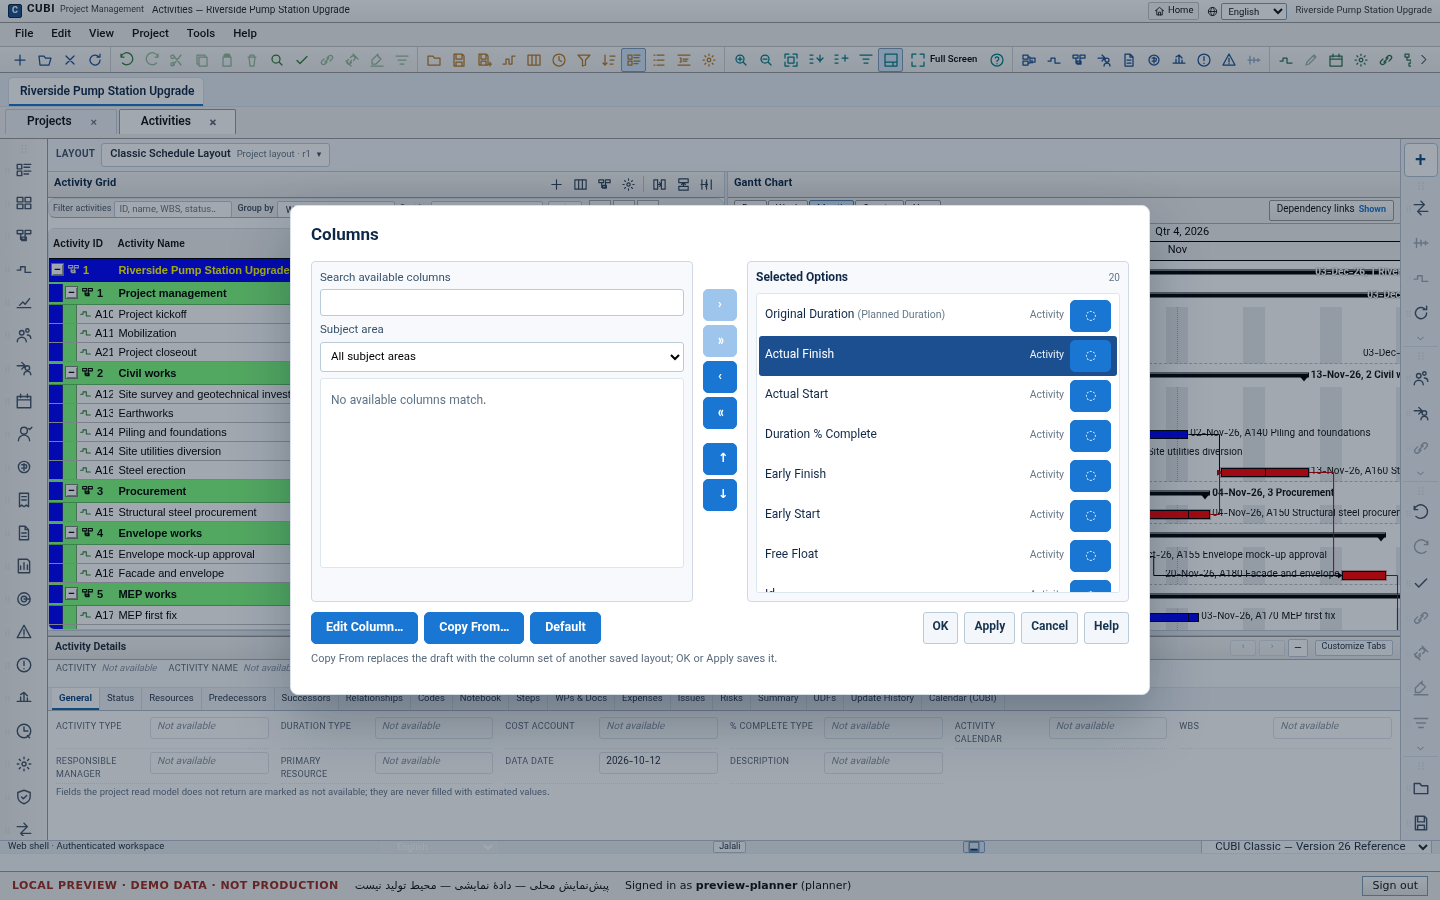 CUBI Project Management Activities — Riverside Pump Station Upgrade Home English Riverside Pump Station Upgrade
File Edit View Project Tools Help
Full Screen
Riverside Pump Station Upgrade
Projects × Activities ×
LAYOUT Classic Schedule Layout Project layout · r1
Activity Grid Gantt Chart
Filter activities ID, name, WBS, status.. Group by
Dependency links Shown
Activity ID Activity Name
Qtr 4, 2026
Nov
1 Riverside Pump Station Upgrade
1 Project management
A10 Project kickoff
A11 Mobilization
A21 Project closeout
03-Dec-
2 Civil works
13-Nov-26, 2 Civil w
A12 Site survey and geotechnical invest
A13 Earthworks
A14 Piling and foundations
02-Nov-26, A140 Piling and foundations
A14 Site utilities diversion
Site utilities diversion
A16 Steel erection
13-Nov-26, A160 St
3 Procurement
04-Nov-26, 3 Procurement
A15 Structural steel procurement
04-Nov-26, A150 Structural steel procurer
4 Envelope works
A15 Envelope mock-up approval
-26, A155 Envelope mock-up approval
A18 Facade and envelope
20-Nov-26, A180 Facade and envelope
5 MEP works
A17 MEP first fix
03-Nov-26, A170 MEP first fix
Columns
Search available columns
Subject area
All subject areas
No available columns match.
› » ‹ « ↑ ↓
Selected Options 20
Original Duration (Planned Duration) Activity
Actual Finish Activity
Actual Start Activity
Duration % Complete Activity
Early Finish Activity
Early Start Activity
Free Float Activity
Edit Column... Copy From... Default OK Apply Cancel Help
Copy From replaces the draft with the column set of another saved layout; OK or Apply saves it.
Activity Details Customize Tabs
ACTIVITY Not available ACTIVITY NAME Not availab
General Status Resources Predecessors Successors Relationships Codes Notebook Steps WPs & Docs Expenses Issues Risks Summary UDFs Update History Calendar (CUBI)
ACTIVITY TYPE Not available DURATION TYPE Not available COST ACCOUNT Not available % COMPLETE TYPE Not available ACTIVITY CALENDAR Not available WBS Not available
RESPONSIBLE MANAGER Not available PRIMARY RESOURCE Not available DATA DATE 2026-10-12 DESCRIPTION Not available
Fields the project read model does not return are marked as not available; they are never filled with estimated values.
Web shell · Authenticated workspace English Jalali CUBI Classic — Version 26 Reference
LOCAL PREVIEW · DEMO DATA · NOT PRODUCTION پیش‌نمایش محلی — دادهٔ نمایشی — محیط تولید نیست Signed in as preview-planner (planner) Sign out